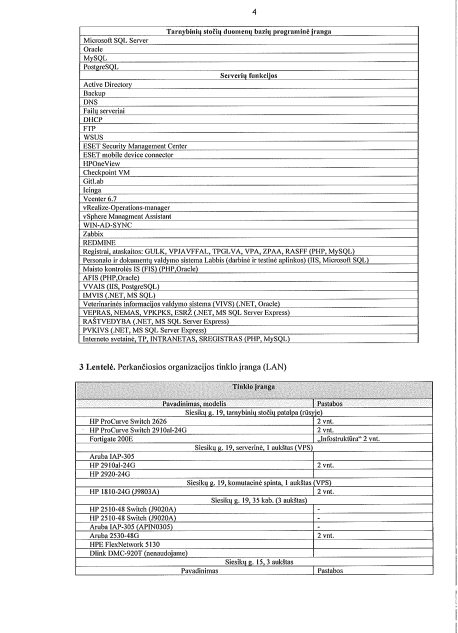 4
Tarnybinių stočių duomenų bazių programinė įranga
Microsoft SQL Server
Oracle
MySQL
PostgreSQL
Serverių funkcijos
Active Directory
Backup
DNS
Failų serveriai
DHCP
FTP
WSUS
ESET Security Management Center
ESET mobile device connector
HPOneView
Checkpoint VM
GitLab
Icinga
Vcenter 6.7
vRealize-Operations-manager
vSphere Managment Assistant
WIN-AD-SYNC
Zabbix
REDMINE
Registrai, ataskaitos: GULK, VPJAVFFAL, TPGLVA, VPA, ZPAA, RASFF (PHP, MySQL)
Personalo ir dokumentų valdymo sistema Labbis (darbinė ir testinė aplinkos) (IIS, Microsoft SQL)
Maisto kontrolės IS (FIS) (PHP,Oracle)
AFIS (PHP,Oracle)
VVAIS (IIS, PostgreSQL)
IMVIS (.NET, MS SQL)
Veterinarinės informacijos valdymo sistema (VIVS) (.NET, Oracle)
VEPRAS, NEMAS, VPKPKS, ESRŽ (.NET, MS SQL Server Express)
RAŠTVEDYBA (.NET, MS SQL Server Express)
PVKIVS (.NET, MS SQL Server Express)
Interneto svetainė, TP, INTRANETAS, SREGISTRAS (PHP, MySQL)
3 Lentelė. Perkančiosios organizacijos tinklo įranga (LAN)
Tinklo įranga
Pavadinimas, modelis Pastabos
Siesikų g. 19, tarnybinių stočių patalpa (rūsyje)
HP ProCurve Switch 2626 2 vnt.
HP ProCurve Switch 2910al-24G 2 vnt.
Fortigate 200E „Infostruktūra" 2 vnt.
Siesikų g. 19, serverinė, 1 aukštas (VPS)
Aruba IAP-305
HP 2910al-24G 2 vnt.
HP 2920-24G
Siesikų g. 19, komutacinė spinta, 1 aukštas (VPS)
HP 1810-24G (J9803A) 2 vnt.
Siesikų g. 19, 35 kab. (3 aukštas)
HP 2510-48 Switch (J9020A) -
HP 2510-48 Switch (J9020A) -
Aruba IAP-305 (APIN0305) -
Aruba 2530-48G 2 vnt.
HPE FlexNetwork 5130
Dlink DMC-920T (nenaudojame)
Siesikų g. 15, 3 aukštas
Pavadinimas Pastabos